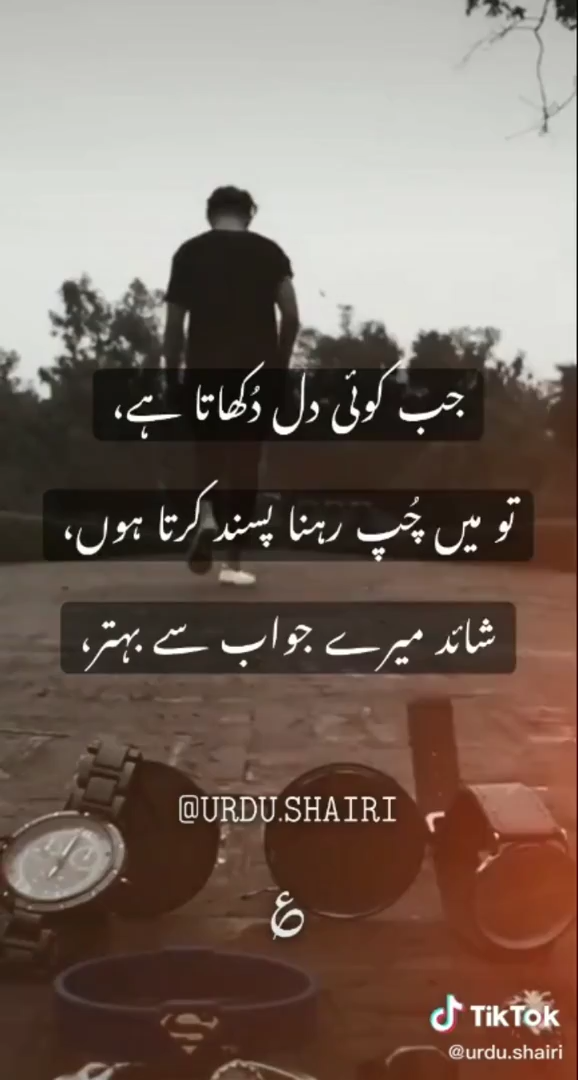 جب کوئی دل دُکھاتا ہے،
تو میں چُپ رہنا پسند کرتا ہوں،
شائد میرے جواب سے بہتر،
@URDU.SHAIRI
ع
TikTok
@urdu.shairi